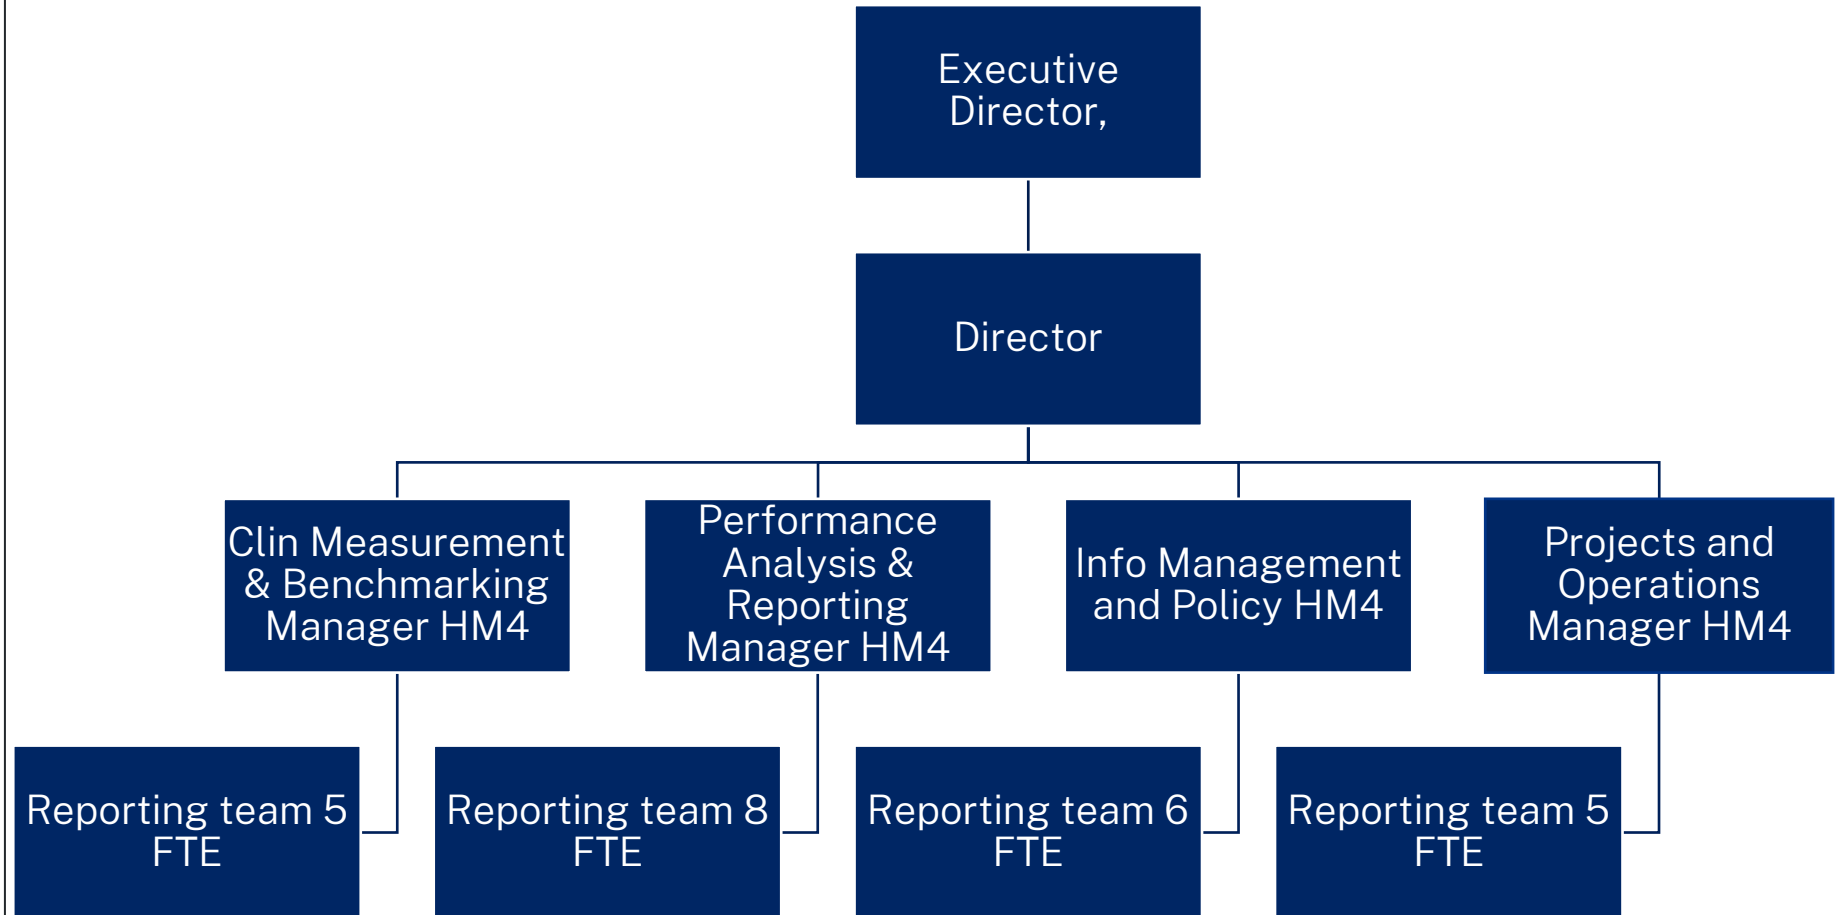 Executive
Director,
Director
Clin Measurement
& Benchmarking
Manager HM4
Performance
Analysis &
Reporting
Manager HM4
Info Management
and Policy HM4
Projects and
Operations
Manager HM4
Reporting team 5
FTE
Reporting team 8
FTE
Reporting team 6
FTE
Reporting team 5
FTE